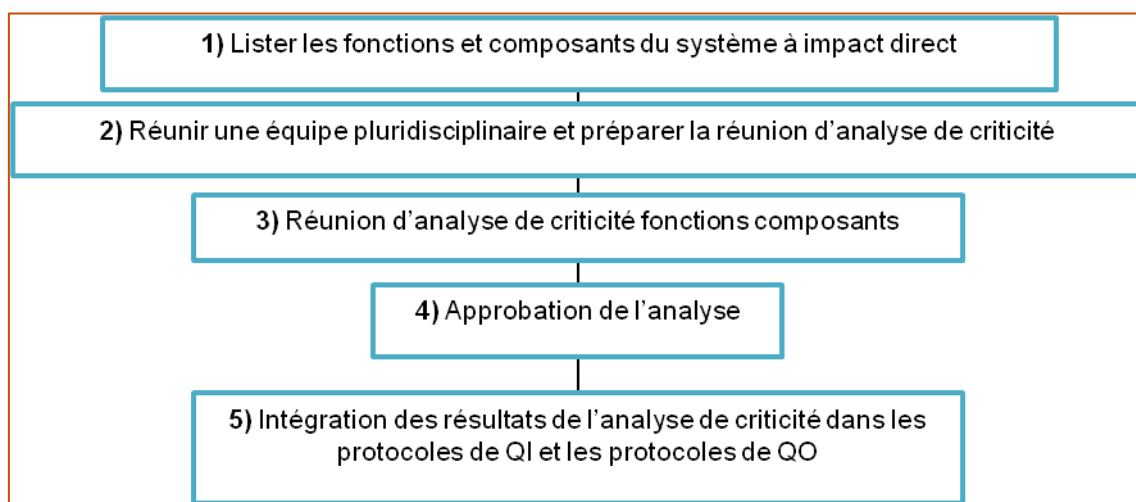 1) Lister les fonctions et composants du système à impact direct
2) Réunir une équipe pluridisciplinaire et préparer la réunion d’analyse de criticité
3) Réunion d’analyse de criticité fonctions composants
4) Approbation de l’analyse
5) Intégration des résultats de l’analyse de criticité dans les
protocoles de QI et les protocoles de QO